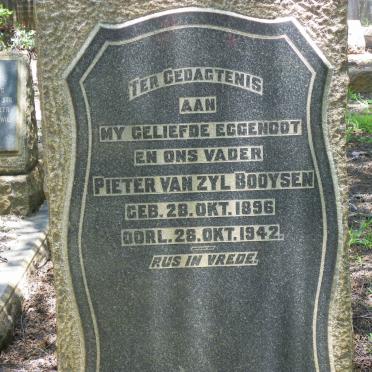 TER GEDAGTENIS
AAN
MY GELIEFDE EGGENOOT
EN ONS VADER
PIETER VAN ZYL BOOYSEN
GEB. 28. OKT. 1896
OORL. 26. OKT. 1942.
RUS IN VREDE.